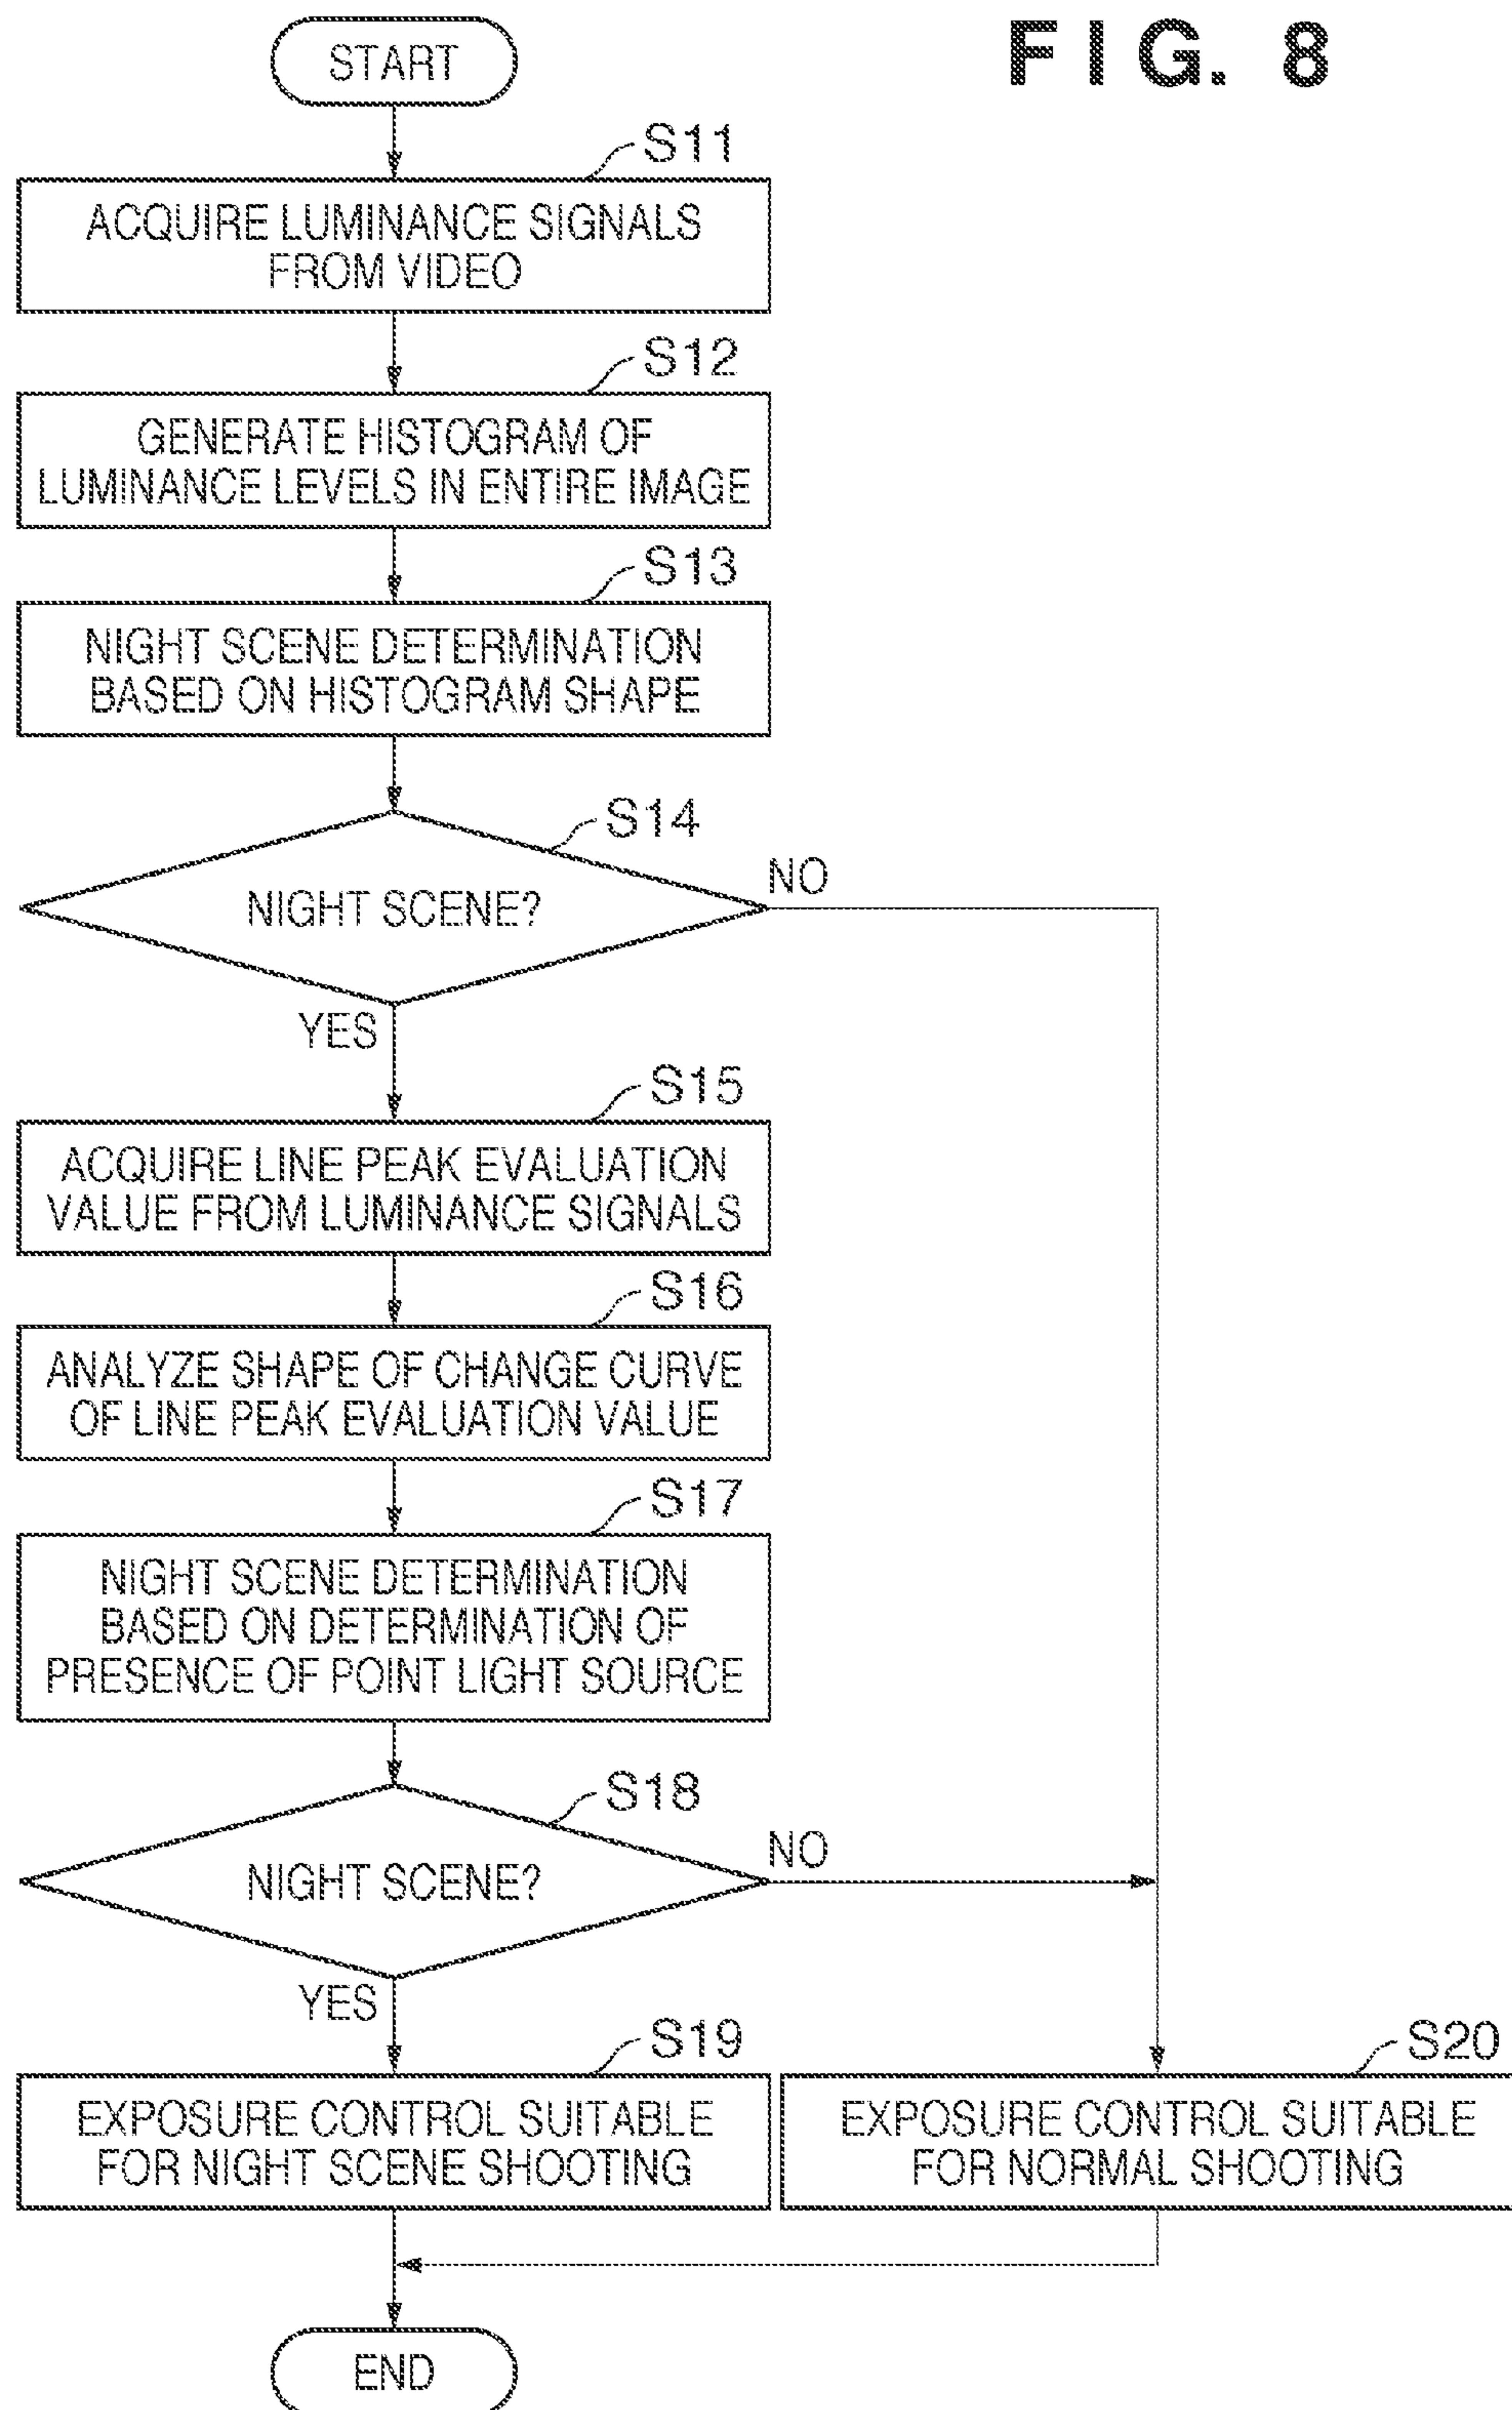 FIG. 8
START
S11
ACQUIRE LUMINANCE SIGNALS
FROM VIDEO
S12
GENERATE HISTOGRAM OF
LUMINANCE LEVELS IN ENTIRE IMAGE
S13
NIGHT SCENE DETERMINATION
BASED ON HISTOGRAM SHAPE
S14
NIGHT SCENE?
NO
YES
S15
ACQUIRE LINE PEAK EVALUATION
VALUE FROM LUMINANCE SIGNALS
S16
ANALYZE SHAPE OF CHANGE CURVE
OF LINE PEAK EVALUATION VALUE
S17
NIGHT SCENE DETERMINATION
BASED ON DETERMINATION OF
PRESENCE OF POINT LIGHT SOURCE
S18
NIGHT SCENE?
NO
YES
S19
EXPOSURE CONTROL SUITABLE
FOR NIGHT SCENE SHOOTING
S20
EXPOSURE CONTROL SUITABLE
FOR NORMAL SHOOTING
END